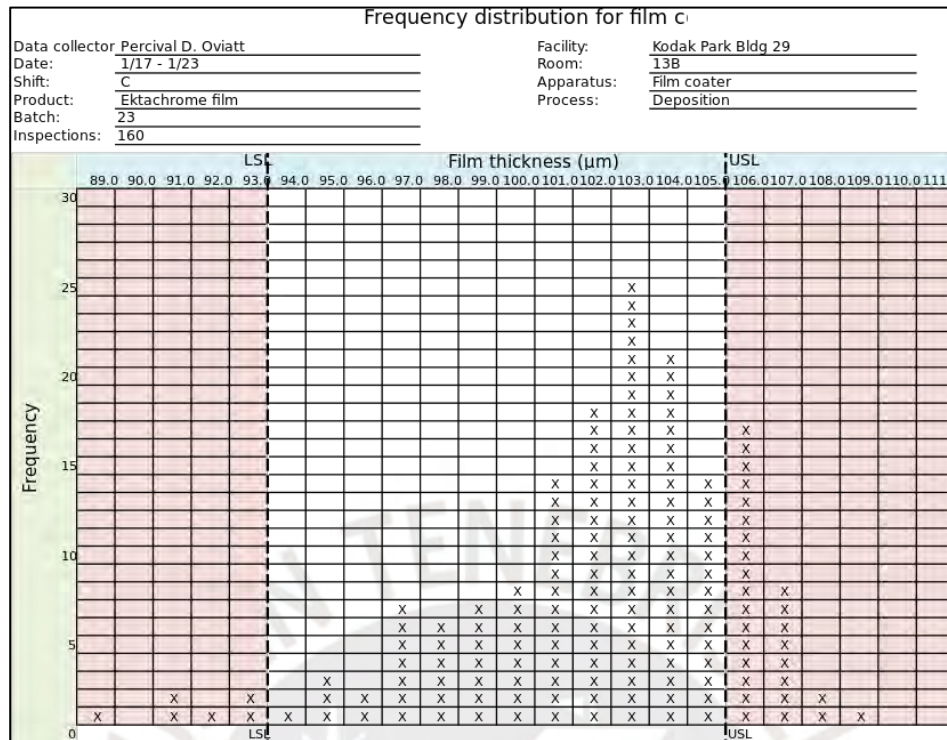 Frequency distribution for film c
Data collector Percival D. Oviatt
Date: 1/17 - 1/23
Shift: C
Product: Ektachrome film
Batch: 23
Inspections: 160
Facility: Kodak Park Bldg 29
Room: 13B
Apparatus: Film coater
Process: Deposition
LSL Film thickness (μm) USL
89.0 90.0 91.0 92.0 93.0 94.0 95.0 96.0 97.0 98.0 99.0 100.0 101.0 102.0 103.0 104.0 105.0 106.0 107.0 108.0 109.0 110.0 111
Frequency
30
25 X
X
X
X
X X
20 X X
X X
X X X
X X X X
X X X X
15 X X X X
X X X X X X
X X X X X X
X X X X X X
X X X X X X
10 X X X X X X
X X X X X X
X X X X X X X X
X X X X X X X X X X
X X X X X X X X X X X
5 X X X X X X X X X X X
X X X X X X X X X X X
X X X X X X X X X X X X
X X X X X X X X X X X X X X X X
X X X X X X X X X X X X X X X X X X X X
0 LSL USL
IN TENEBR